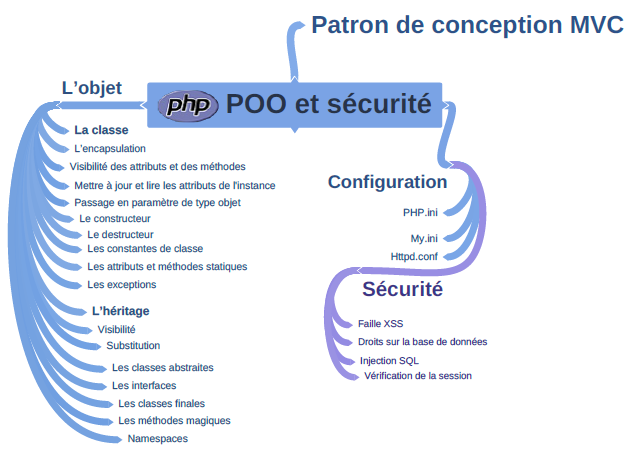 Patron de conception MVC
L'objet
php POO et sécurité
La classe
L'encapsulation
Visibilité des attributs et des méthodes
Mettre à jour et lire les attributs de l'instance
Passage en paramètre de type objet
Le constructeur
Le destructeur
Les constantes de classe
Les attributs et méthodes statiques
Les exceptions
L'héritage
Visibilité
Substitution
Les classes abstraites
Les interfaces
Les classes finales
Les méthodes magiques
Namespaces
Configuration
PHP.ini
My.ini
Httpd.conf
Sécurité
Faille XSS
Droits sur la base de données
Injection SQL
Vérification de la session